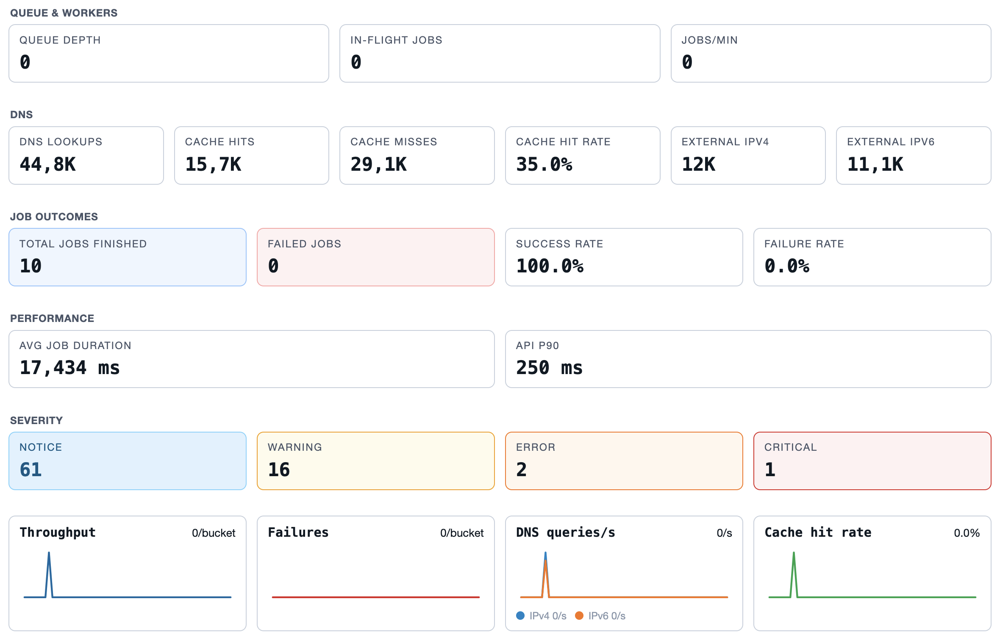 QUEUE & WORKERS
QUEUE DEPTH
0
IN-FLIGHT JOBS
0
JOBS/MIN
0
DNS
DNS LOOKUPS
44,8K
CACHE HITS
15,7K
CACHE MISSES
29,1K
CACHE HIT RATE
35.0%
EXTERNAL IPV4
12K
EXTERNAL IPV6
11,1K
JOB OUTCOMES
TOTAL JOBS FINISHED
10
FAILED JOBS
0
SUCCESS RATE
100.0%
FAILURE RATE
0.0%
PERFORMANCE
AVG JOB DURATION
17,434 ms
API P90
250 ms
SEVERITY
NOTICE
61
WARNING
16
ERROR
2
CRITICAL
1
Throughput 0/bucket
Failures 0/bucket
DNS queries/s 0/s
IPv4 0/s IPv6 0/s
Cache hit rate 0.0%